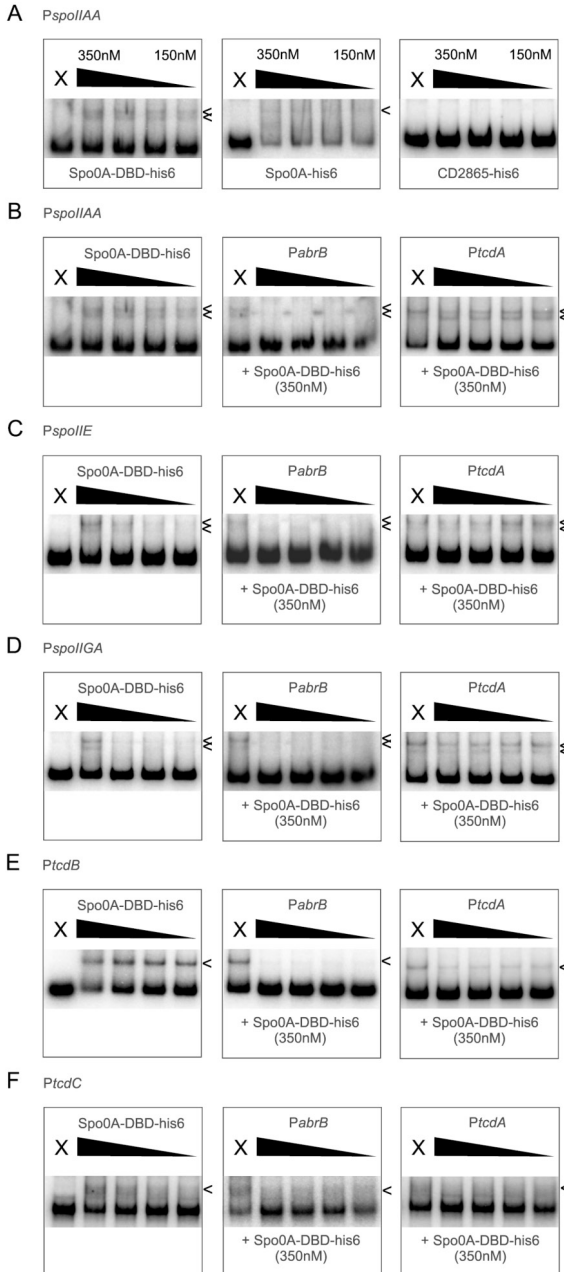 A PspoIIAA
350nM 150nM 350nM 150nM 350nM 150nM
X X X
< <
<
Spo0A-DBD-his6 Spo0A-his6 CD2865-his6
B PspoIIAA
Spo0A-DBD-his6 PabrB PtcdA
X X X
< < <
< < <
+ Spo0A-DBD-his6 + Spo0A-DBD-his6
(350nM) (350nM)
C PspoIIE
Spo0A-DBD-his6 PabrB PtcdA
X X X
< < <
< < <
+ Spo0A-DBD-his6 + Spo0A-DBD-his6
(350nM) (350nM)
D PspoIIGA
Spo0A-DBD-his6 PabrB PtcdA
X X X
< < <
< < <
+ Spo0A-DBD-his6 + Spo0A-DBD-his6
(350nM) (350nM)
E PtcdB
Spo0A-DBD-his6 PabrB PtcdA
X X X
< < <
+ Spo0A-DBD-his6 + Spo0A-DBD-his6
(350nM) (350nM)
F PtcdC
Spo0A-DBD-his6 PabrB PtcdA
X X X
< < <
+ Spo0A-DBD-his6 + Spo0A-DBD-his6
(350nM) (350nM)